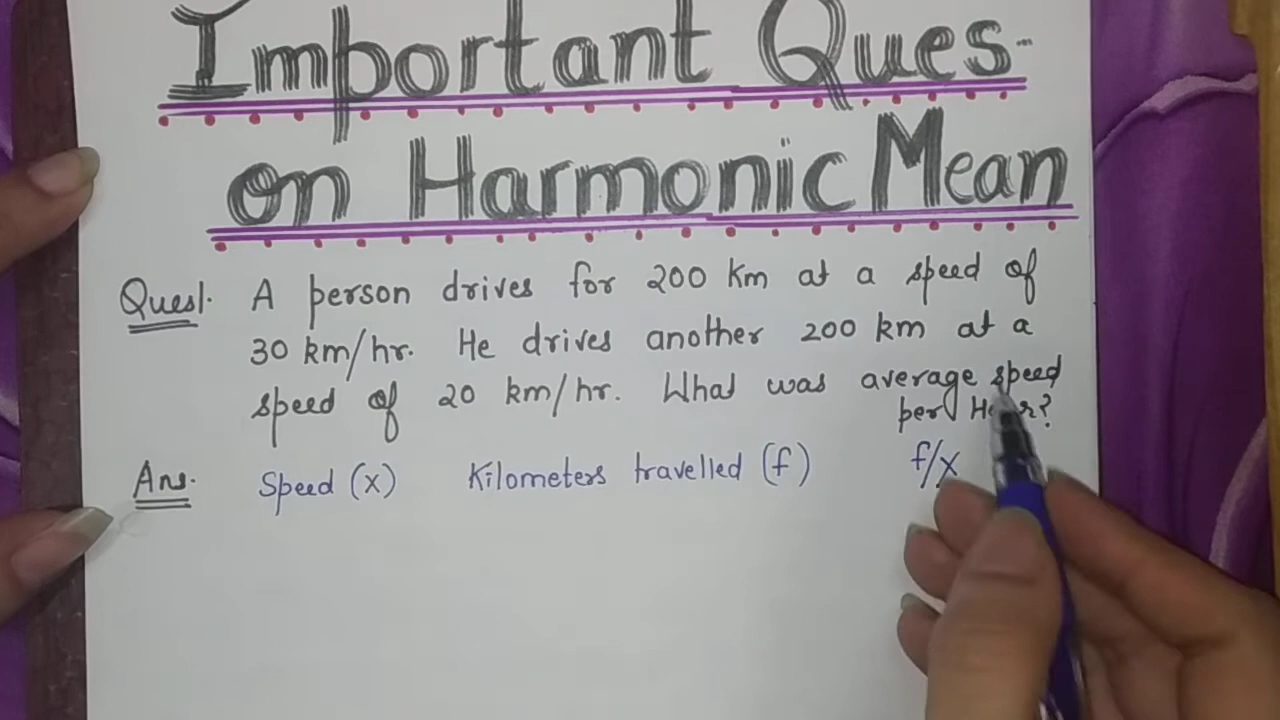 Important Ques-
on Harmonic Mean
Ques1. A person drives for 200 Km at a speed of
30 km/hr. He drives another 200 km at a
speed of 20 km/hr. What was average speed
per
Ans. Speed (x) Kilometers travelled (f) f/x